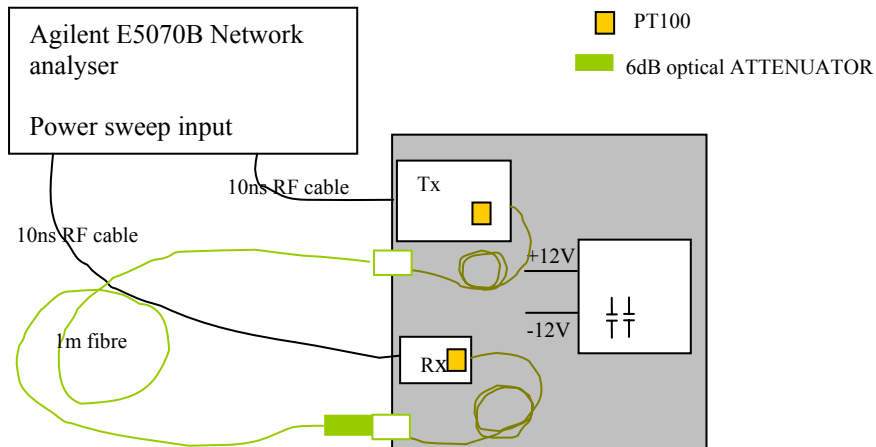 Agilent E5070B Network
analyser
Power sweep input
PT100
6dB optical ATTENUATOR
10ns RF cable
Tx
10ns RF cable
+12V
-12V
1m fibre
Rx